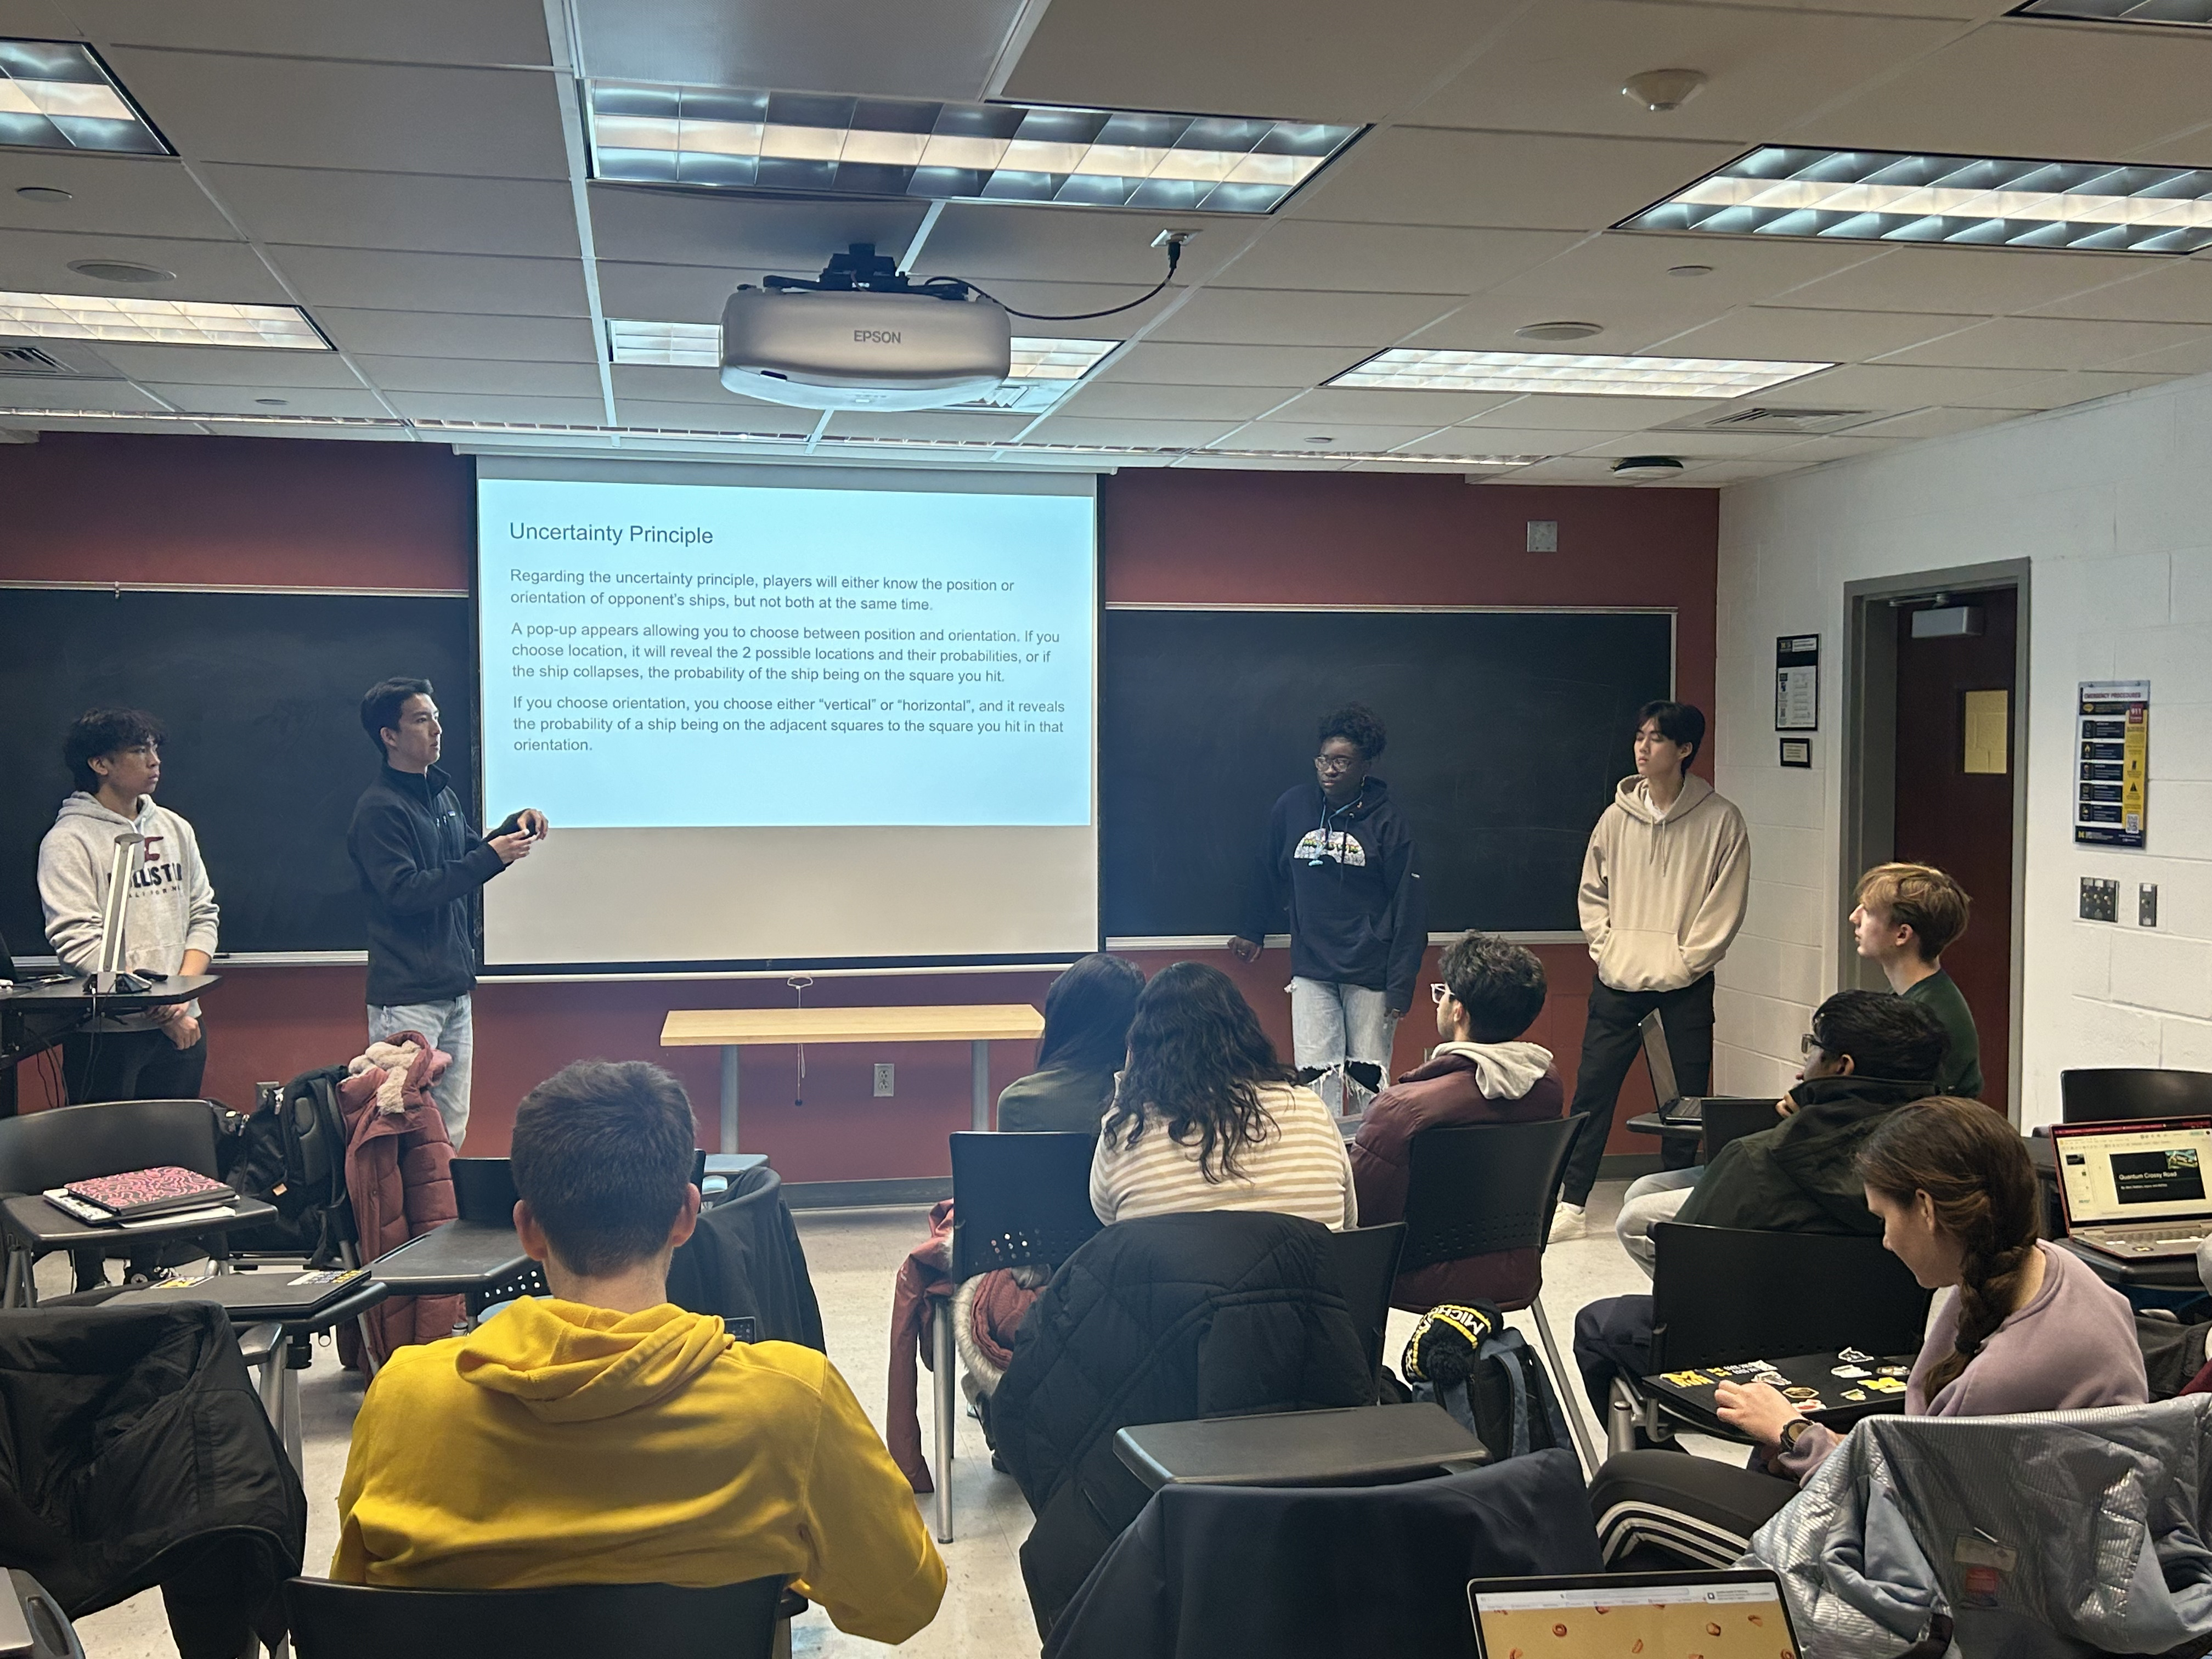 EPSON
Uncertainty Principle
Regarding the uncertainty principle, players will either know the position or
orientation of opponent's ships, but not both at the same time.
A pop-up appears allowing you to choose between position and orientation. If you
choose location, it will reveal the 2 possible locations and their probabilities, or if
the ship collapses, the probability of the ship being on the square you hit.
If you choose orientation, you choose either “vertical” or “horizontal”, and it reveals
the probability of a ship being on the adjacent squares to the square you hit in that
orientation.
EMERGENCY PROCEDURES
911
Quantum Crossy Road